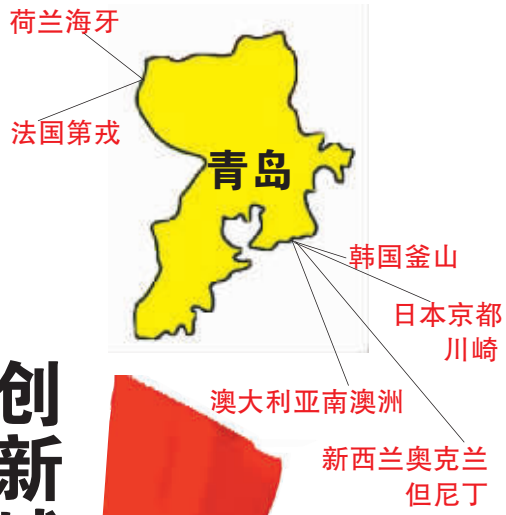 荷兰海牙
法国第戎
青岛
韩国釜山
日本京都
川崎
澳大利亚南澳洲
新西兰奥克兰
但尼丁
创
新